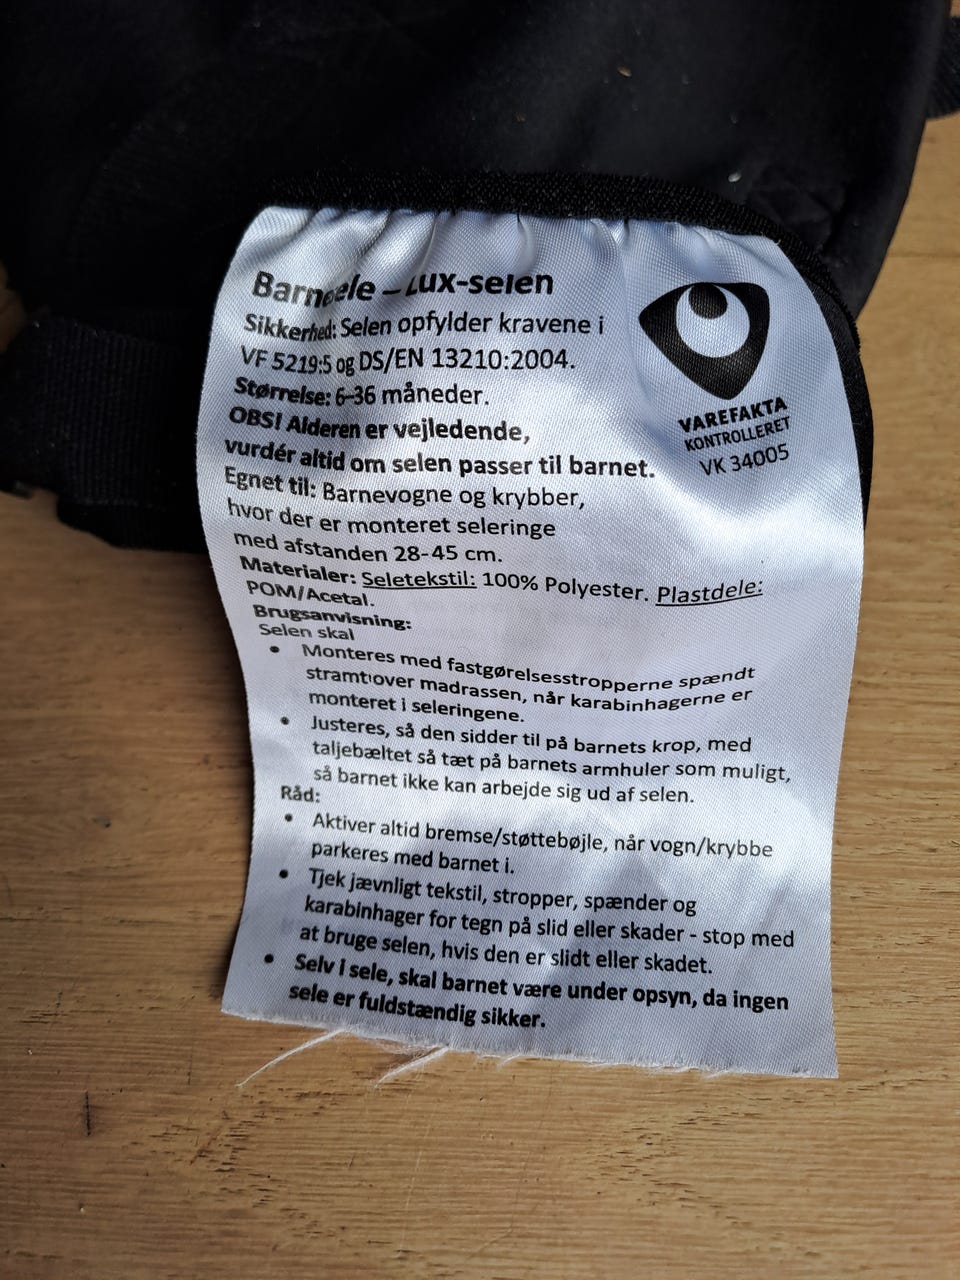 Barnesele – Lux-selen
Sikkerhed: Selen opfylder kravene i
VF 5219:5 og DS/EN 13210:2004.
Størrelse: 6-36 måneder.
OBS! Alderen er vejledende,
vurdér altid om selen passer til barnet.
Egnet til: Barnevogne og krybber,
hvor der er monteret seleringe
med afstanden 28-45 cm.
Materialer: Seletekstil: 100% Polyester. Plastdele:
POM/Acetal.
Brugsanvisning:
Selen skal
• Monteres med fastgørelsesstropperne spændt
stramt over madrassen, når karabinhagerne er
monteret i seleringene.
• Justeres, så den sidder til på barnets krop, med
taljebæltet så tæt på barnets armhuler som muligt,
så barnet ikke kan arbejde sig ud af selen.
Råd:
• Aktiver altid bremse/støttebøjle, når vogn/krybbe
parkeres med barnet i.
• Tjek jævnligt tekstil, stropper, spænder og
karabinhager for tegn på slid eller skader - stop med
at bruge selen, hvis den er slidt eller skadet.
• Selv i sele, skal barnet være under opsyn, da ingen
sele er fuldstændig sikker.
VAREFAKTA
KONTROLLERET
VK 34005